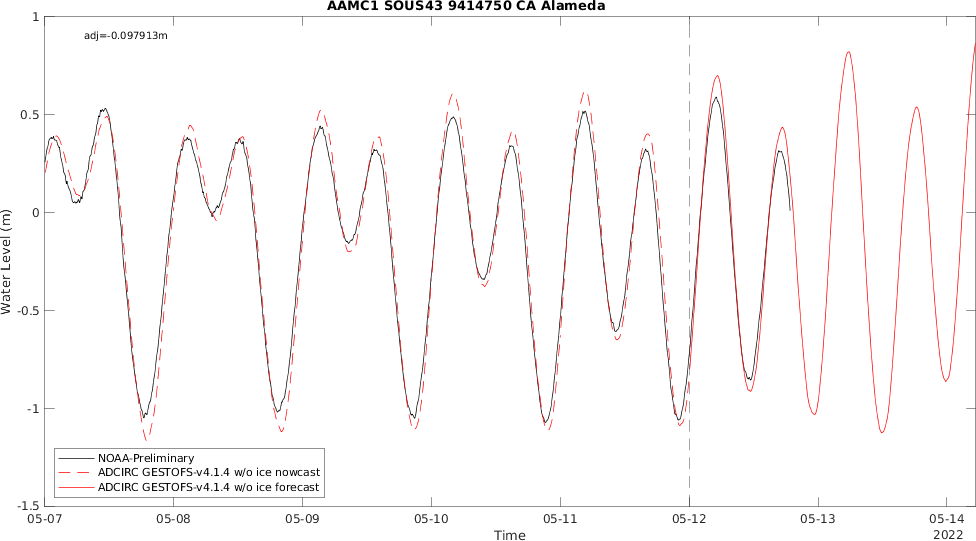 AAMC1 SOUS43 9414750 CA Alameda
adj=-0.097913m
1
0.5
0
-0.5
-1
-1.5
Water Level (m)
NOAA-Preliminary
ADCIRC GESTOFS-v4.1.4 w/o ice nowcast
ADCIRC GESTOFS-v4.1.4 w/o ice forecast
05-07 05-08 05-09 05-10 05-11 05-12 05-13 05-14
Time
2022